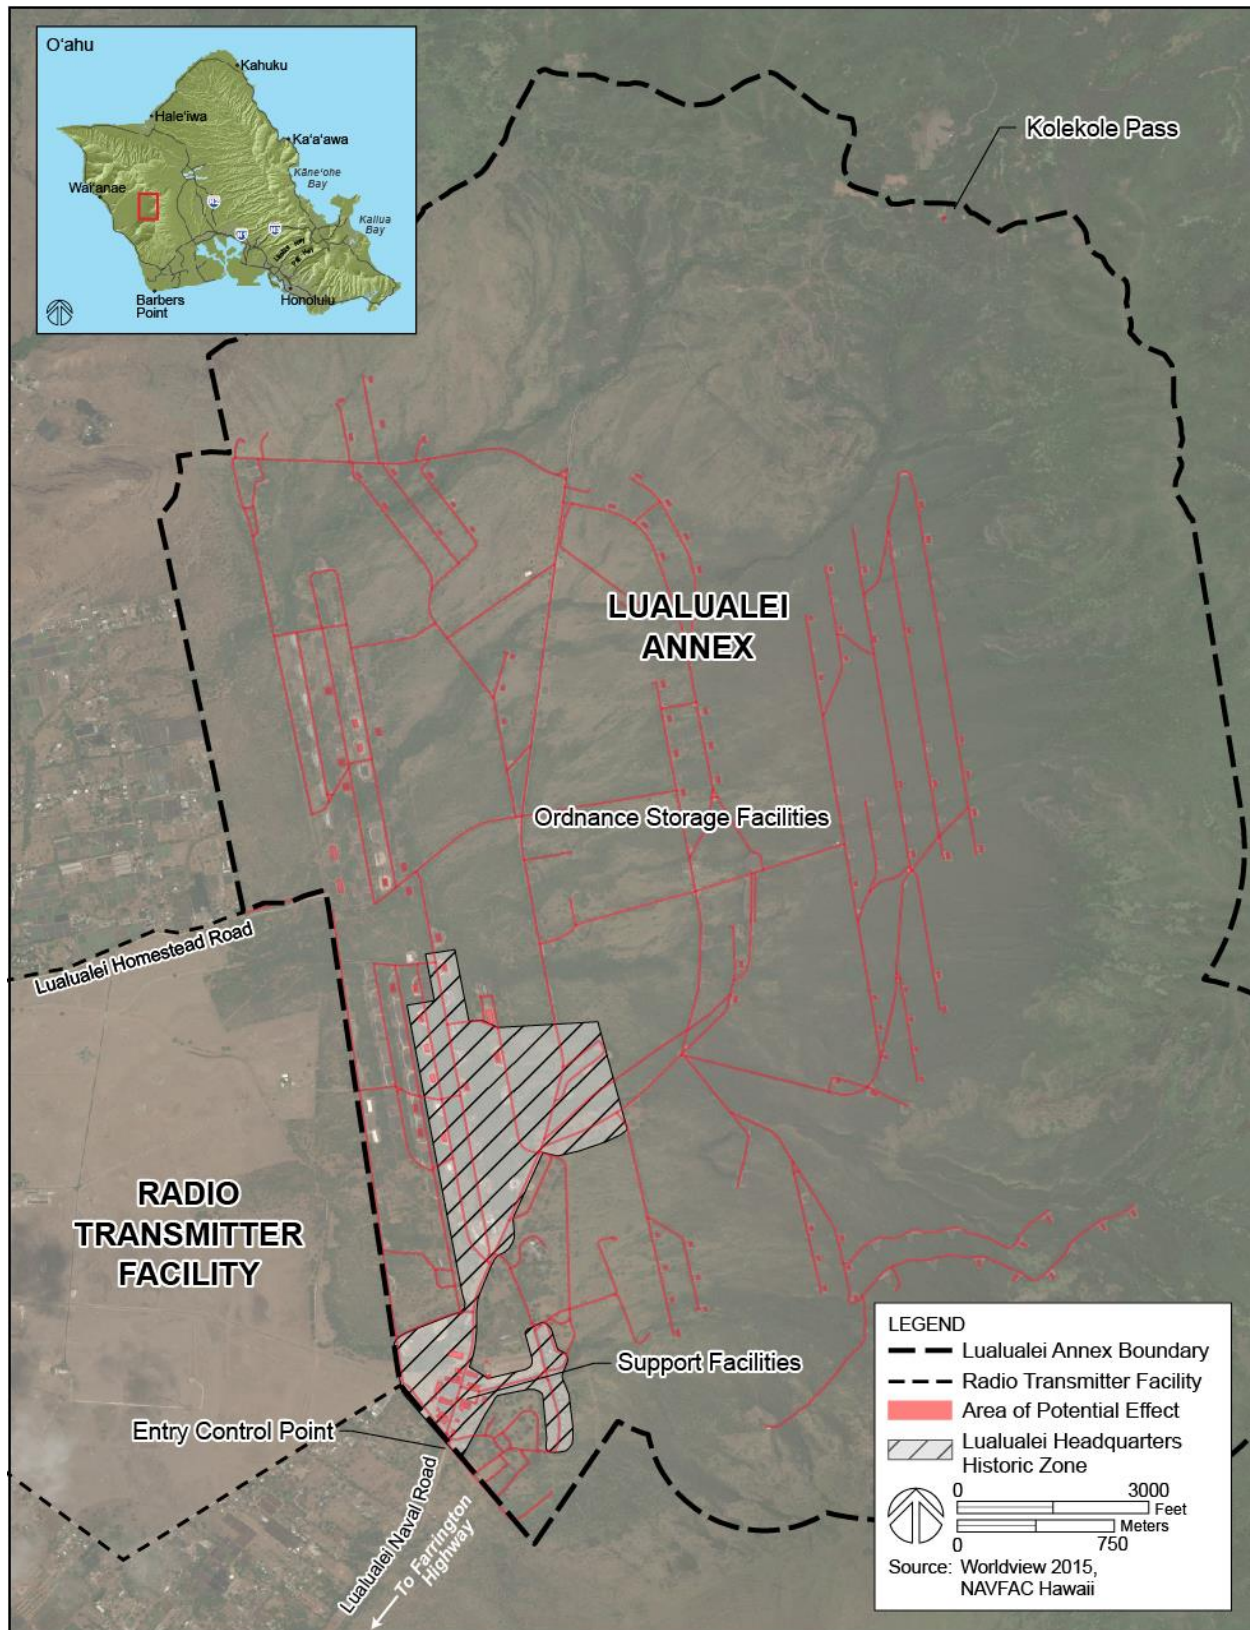 O‘ahu
Kahuku
Hale‘iwa
Ka‘a‘awa
Kāne‘ohe
Bay
Wai‘anae
Kailua
Bay
Barbers
Point
Honolulu
Kolekole Pass
LUALUALEI
ANNEX
Ordnance Storage Facilities
Lualualei Homestead Road
RADIO
TRANSMITTER
FACILITY
Support Facilities
Entry Control Point
Lualualei Naval Road
To Farrington
Highway
LEGEND
Lualualei Annex Boundary
Radio Transmitter Facility
Area of Potential Effect
Lualualei Headquarters
Historic Zone
0 3000
Feet
Meters
0 750
Source: Worldview 2015,
NAVFAC Hawaii